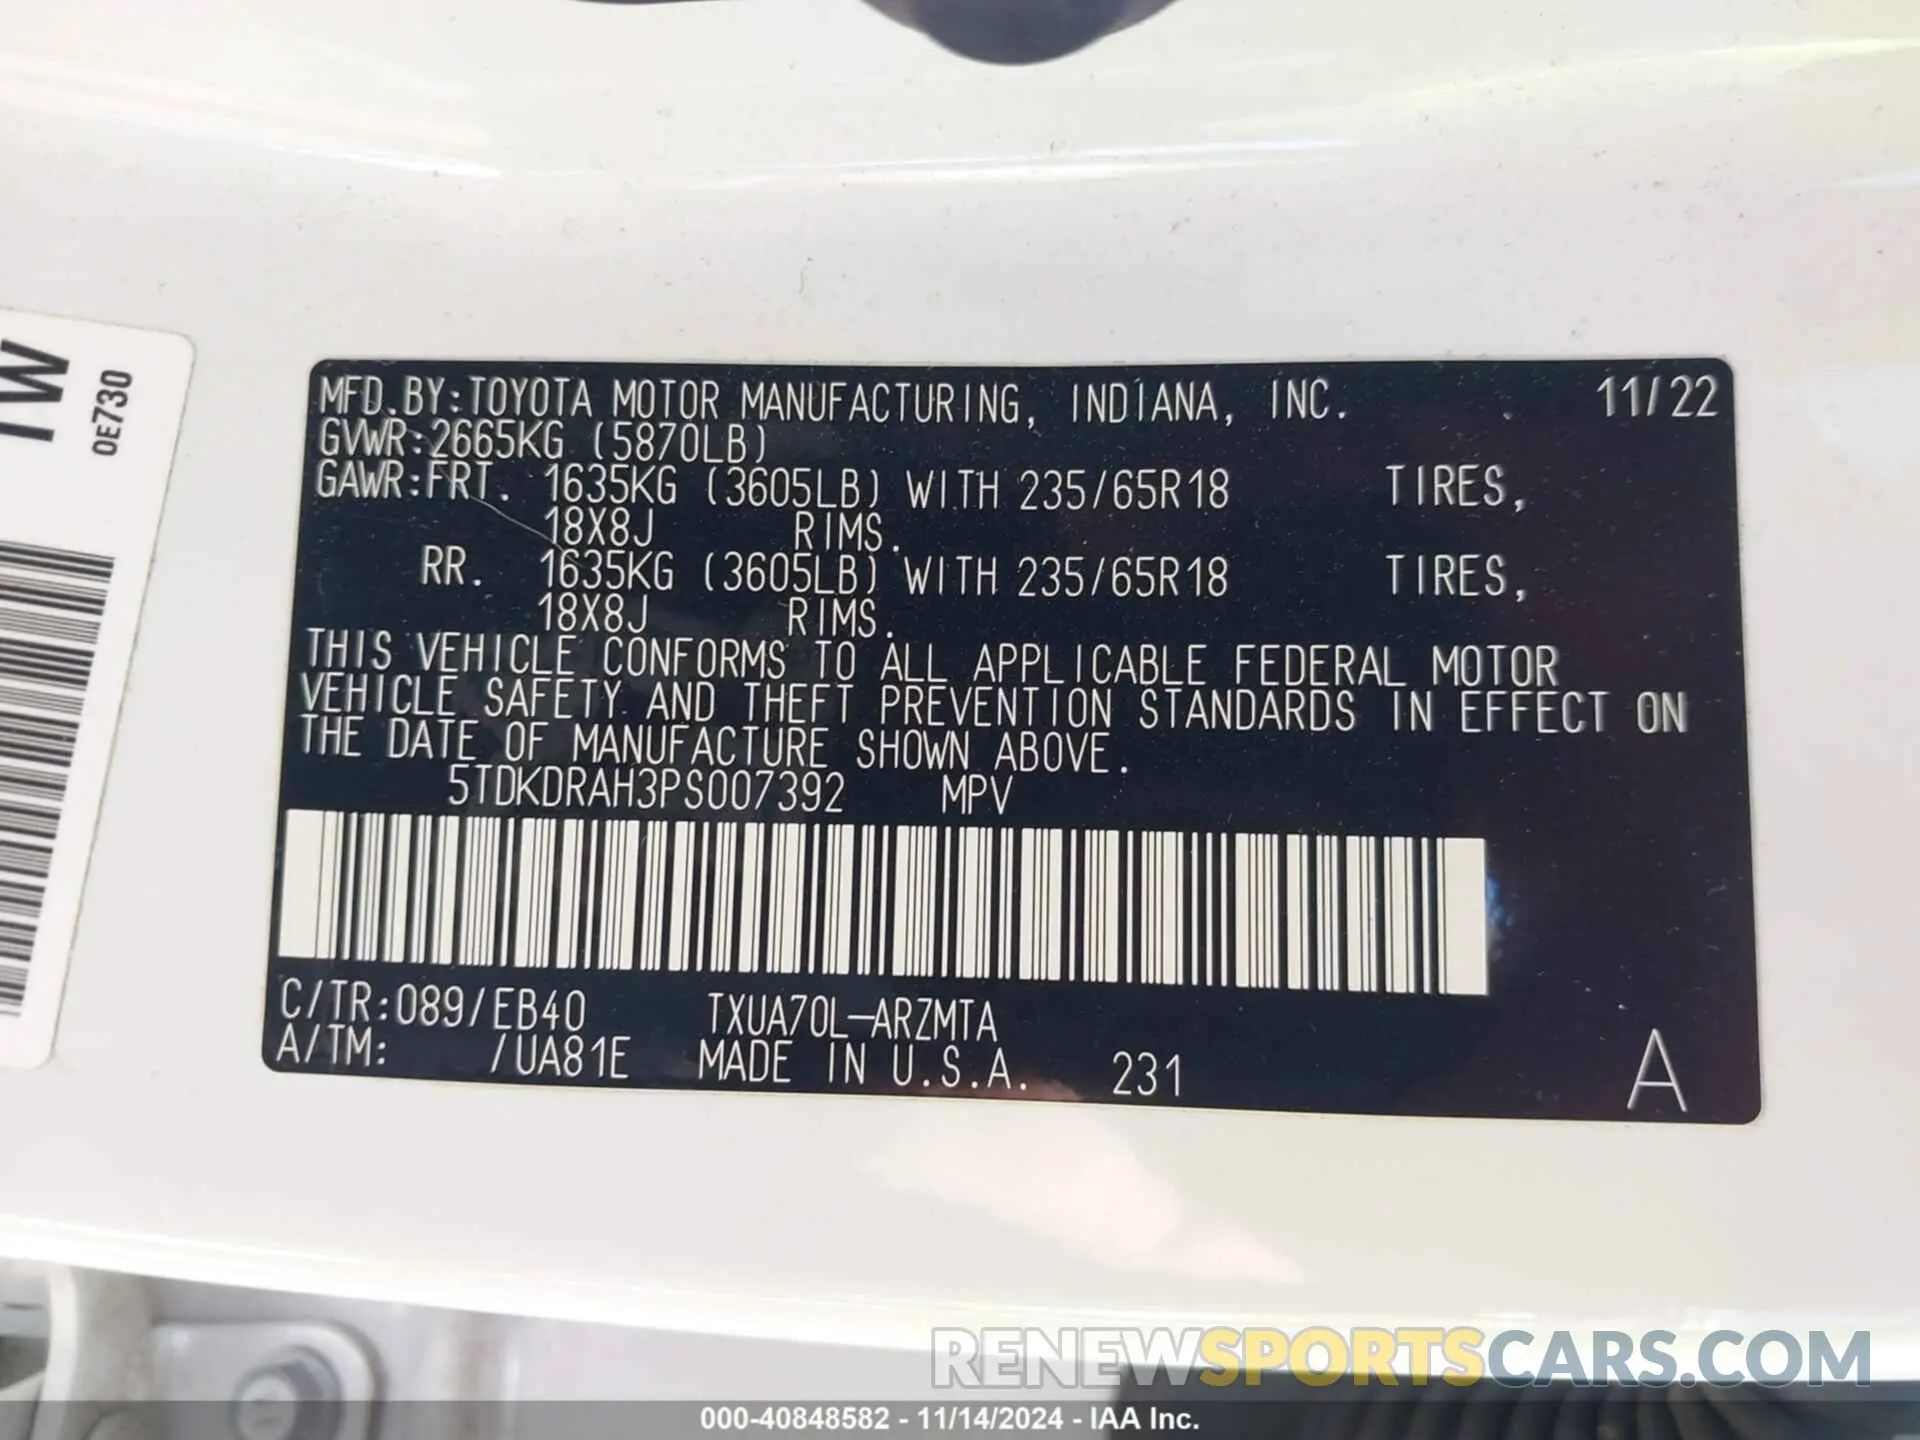 TW
0E730
MFD.BY:TOYOTA MOTOR MANUFACTURING, INDIANA, INC. 11/22
GVWR:2665KG (5870LB)
GAWR:FRT. 1635KG (3605LB) WITH 235/65R18 TIRES,
18X8J RIMS.
RR. 1635KG (3605LB) WITH 235/65R18 TIRES,
18X8J RIMS.
THIS VEHICLE CONFORMS TO ALL APPLICABLE FEDERAL MOTOR
VEHICLE SAFETY AND THEFT PREVENTION STANDARDS IN EFFECT ON
THE DATE OF MANUFACTURE SHOWN ABOVE.
5TDKDRAH3PS007392 MPV
C/TR:089/EB40 TXUA70L-ARZMTA
A/TM: /UA81E MADE IN U.S.A. 231 A
RENEWSPORTSCARS.COM
000-40848582 - 11/14/2024 - IAA Inc.